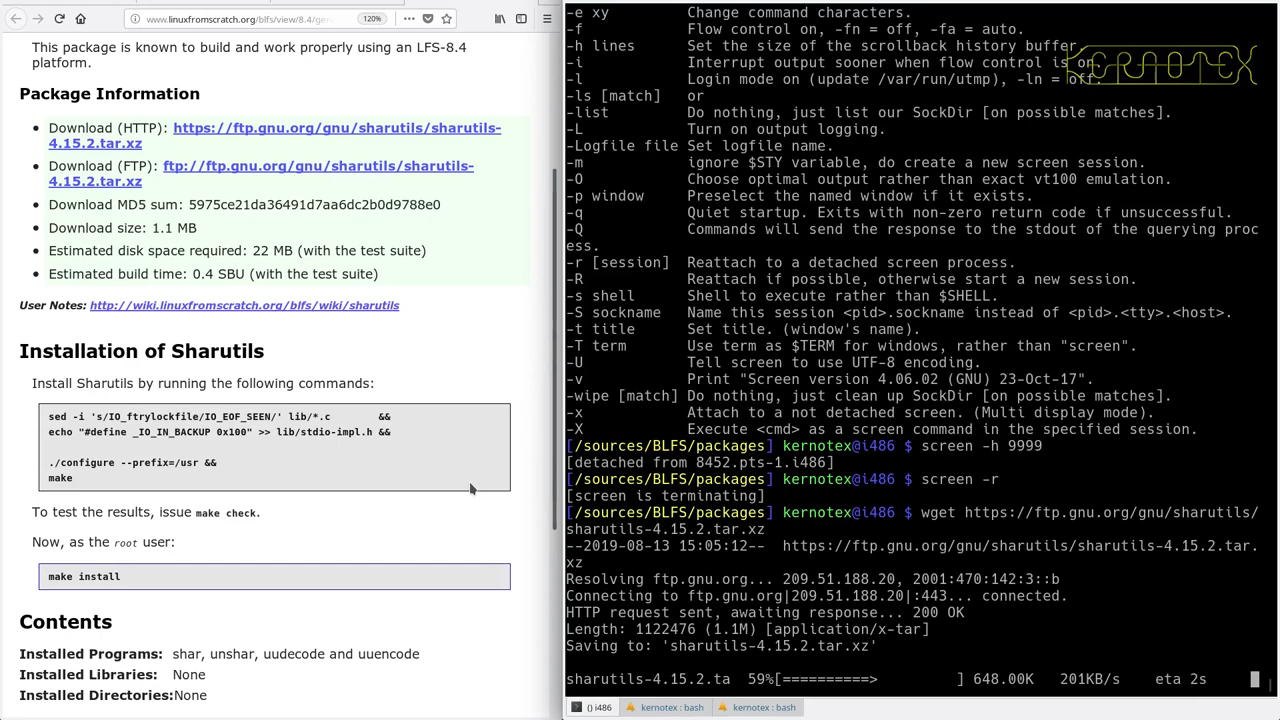 www.linuxfromscratch.org/blfs/view/8.4/gen
120%
This package is known to build and work properly using an LFS-8.4
platform.
Package Information
Download (HTTP): https://ftp.gnu.org/gnu/sharutils/sharutils-
4.15.2.tar.xz
Download (FTP): ftp://ftp.gnu.org/gnu/sharutils/sharutils-
4.15.2.tar.xz
Download MD5 sum: 5975ce21da36491d7aa6dc2b0d9788e0
Download size: 1.1 MB
Estimated disk space required: 22 MB (with the test suite)
Estimated build time: 0.4 SBU (with the test suite)
User Notes: http://wiki.linuxfromscratch.org/blfs/wiki/sharutils
Installation of Sharutils
Install Sharutils by running the following commands:
sed -i 's/IO_ftrylockfile/IO_EOF_SEEN/' lib/*.c        &&
echo "#define _IO_IN_BACKUP 0x100" >> lib/stdio-impl.h &&
./configure --prefix=/usr &&
make
To test the results, issue make check.
Now, as the root user:
make install
Contents
Installed Programs: shar, unshar, uudecode and uuencode
Installed Libraries: None
Installed Directories:None
-e xy         Change command characters.
-f            Flow control on, -fn = off, -fa = auto.
-h lines      Set the size of the scrollback history buffer.
-i            Interrupt output sooner when flow control is on.
-l            Login mode on (update /var/run/utmp), -ln = off.
-ls [match]   or
-list         Do nothing, just list our SockDir [on possible matches].
-L            Turn on output logging.
-Logfile file Set logfile name.
-m            ignore $STY variable, do create a new screen session.
-O            Choose optimal output rather than exact vt100 emulation.
-p window     Preselect the named window if it exists.
-q            Quiet startup. Exits with non-zero return code if unsuccessful.
-Q            Commands will send the response to the stdout of the querying proc
ess.
-r [session]  Reattach to a detached screen process.
-R            Reattach if possible, otherwise start a new session.
-s shell      Shell to execute rather than $SHELL.
-S sockname   Name this session <pid>.sockname instead of <pid>.<tty>.<host>.
-t title      Set title. (window's name).
-T term       Use term as $TERM for windows, rather than "screen".
-U            Tell screen to use UTF-8 encoding.
-v            Print "Screen version 4.06.02 (GNU) 23-Oct-17".
-wipe [match] Do nothing, just clean up SockDir [on possible matches].
-x            Attach to a not detached screen. (Multi display mode).
-X            Execute <cmd> as a screen command in the specified session.
[/sources/BLFS/packages] kernotex@i486 $ screen -h 9999
[detached from 8452.pts-1.i486]
[/sources/BLFS/packages] kernotex@i486 $ screen -r
[screen is terminating]
[/sources/BLFS/packages] kernotex@i486 $ wget https://ftp.gnu.org/gnu/sharutils/
sharutils-4.15.2.tar.xz
--2019-08-13 15:05:12--  https://ftp.gnu.org/gnu/sharutils/sharutils-4.15.2.tar.
xz
Resolving ftp.gnu.org... 209.51.188.20, 2001:470:142:3::b
Connecting to ftp.gnu.org|209.51.188.20|:443... connected.
HTTP request sent, awaiting response... 200 OK
Length: 1122476 (1.1M) [application/x-tar]
Saving to: 'sharutils-4.15.2.tar.xz'
sharutils-4.15.2.ta  59%[==========>         ] 648.00K   201KB/s    eta 2s
() i486
kernotex : bash
kernotex : bash
KERNOTEX